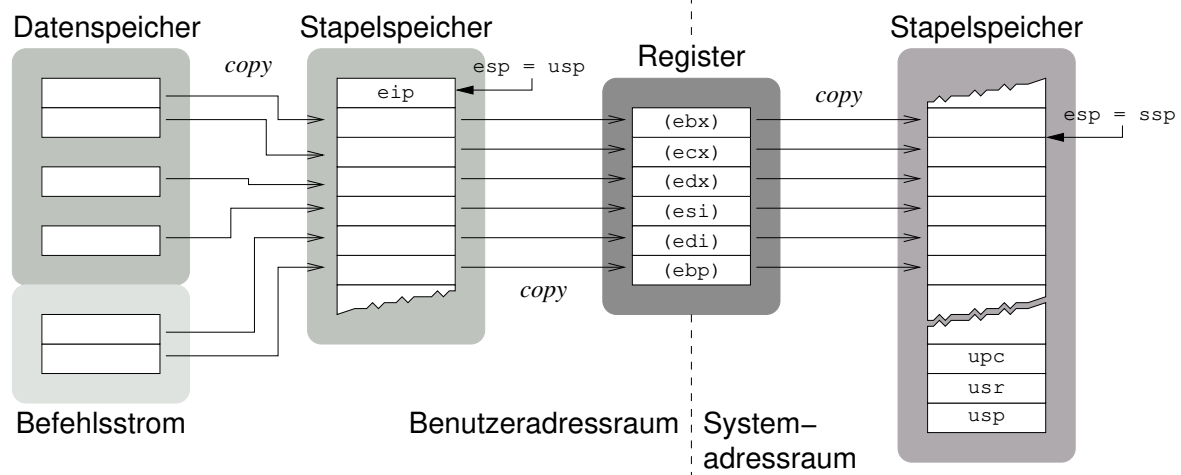 Datenspeicher
Stapelspeicher
Stapelspeicher
Register
copy
esp = usp
eip
copy
esp = ssp
(ebx)
(ecx)
(edx)
(esi)
(edi)
(ebp)
copy
upc
usr
usp
Befehlsstrom
Benutzeradressraum
System−
adressraum